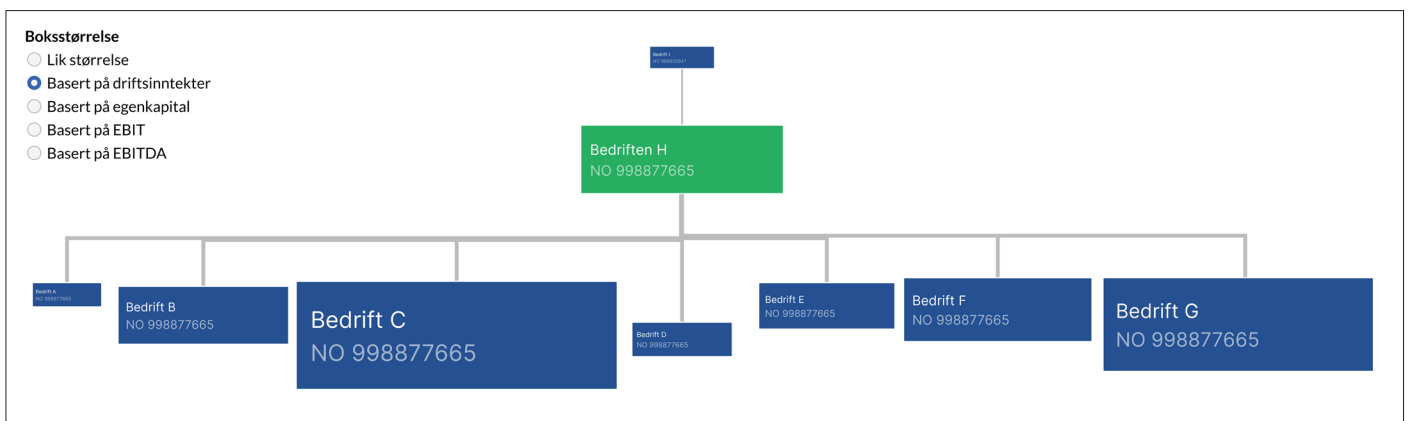 Boksstørrelse
Lik størrelse
Basert på driftsinntekter
Basert på egenkapital
Basert på EBIT
Basert på EBITDA
Bedrift I
Bedriften H
NO 998877665
Bedrift A
NO 998877665
Bedrift B
NO 998877665
Bedrift C
NO 998877665
Bedrift D
NO 998877665
Bedrift E
NO 998877665
Bedrift F
NO 998877665
Bedrift G
NO 998877665